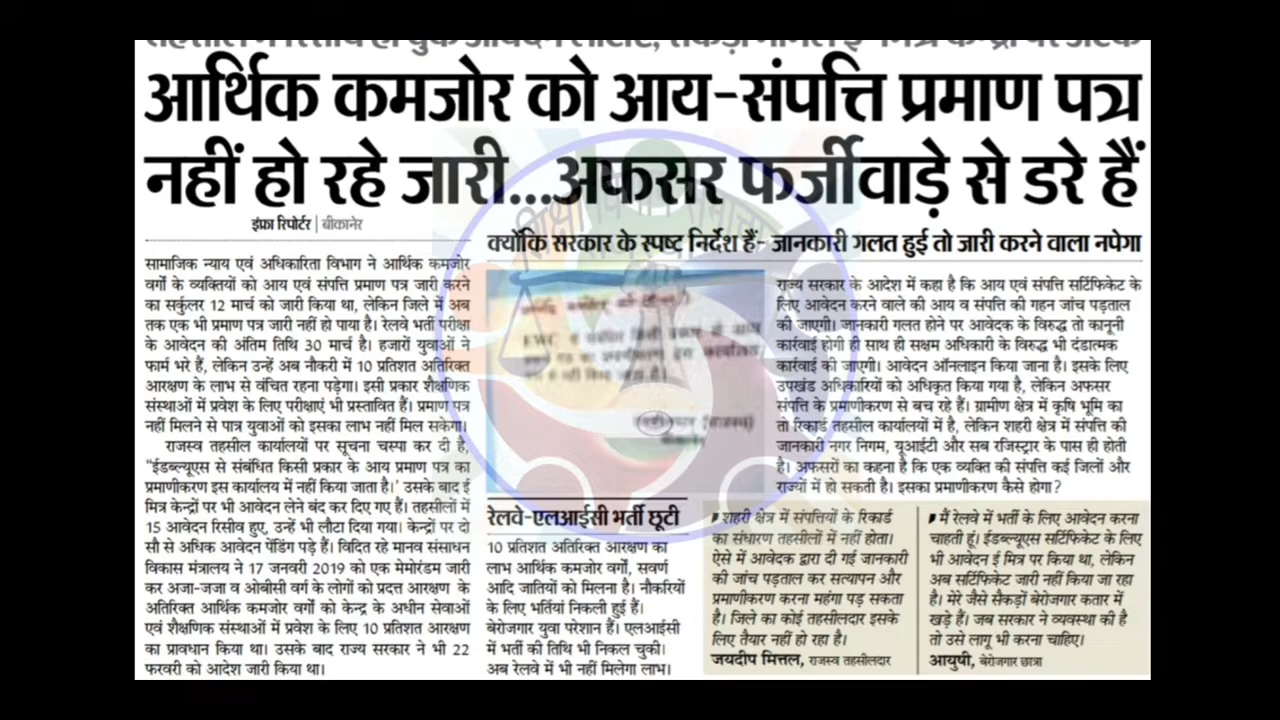 आर्थिक कमजोर को आय-संपत्ति प्रमाण पत्र
नहीं हो रहे जारी...अफसर फर्जीवाड़े से डरे हैं
इंफ्रा रिपोर्टर | बीकानेर
सामाजिक न्याय एवं अधिकारिता विभाग ने आर्थिक कमजोर
वर्गों के व्यक्तियों को आय एवं संपत्ति प्रमाण पत्र जारी करने
का सर्कुलर 12 मार्च को जारी किया था, लेकिन जिले में अब
तक एक भी प्रमाण पत्र जारी नहीं हो पाया है। रेलवे भर्ती परीक्षा
के आवेदन की अंतिम तिथि 30 मार्च है। हजारों युवाओं ने
फार्म भरे हैं, लेकिन उन्हें अब नौकरी में 10 प्रतिशत अतिरिक्त
आरक्षण के लाभ से वंचित रहना पड़ेगा। इसी प्रकार शैक्षणिक
संस्थाओं में प्रवेश के लिए परीक्षाएं भी प्रस्तावित हैं। प्रमाण पत्र
नहीं मिलने से पात्र युवाओं को इसका लाभ नहीं मिल सकेगा।
राजस्व तहसील कार्यालयों पर सूचना चस्पा कर दी है,
“ईडब्ल्यूएस से संबंधित किसी प्रकार के आय प्रमाण पत्र का
प्रमाणीकरण इस कार्यालय में नहीं किया जाता है।' उसके बाद ई
मित्र केन्द्रों पर भी आवेदन लेने बंद कर दिए गए हैं। तहसीलों में
15 आवेदन रिसीव हुए, उन्हें भी लौटा दिया गया। केन्द्रों पर दो
सौ से अधिक आवेदन पेंडिंग पड़े हैं। विदित रहे मानव संसाधन
विकास मंत्रालय ने 17 जनवरी 2019 को एक मेमोरंडम जारी
कर अजा-जजा व ओबीसी वर्ग के लोगों को प्रदत्त आरक्षण के
अतिरिक्त आर्थिक कमजोर वर्गों को केन्द्र के अधीन सेवाओं
एवं शैक्षणिक संस्थाओं में प्रवेश के लिए 10 प्रतिशत आरक्षण
का प्रावधान किया था। उसके बाद राज्य सरकार ने भी 22
फरवरी को आदेश जारी किया था।
क्योंकि सरकार के स्पष्ट निर्देश हैं- जानकारी गलत हुई तो जारी करने वाला नपेगा
रेलवे-एलआईसी भर्ती छूटी
10 प्रतिशत अतिरिक्त आरक्षण का
लाभ आर्थिक कमजोर वर्गों, सवर्ण
आदि जातियों को मिलना है। नौकरियों
के लिए भर्तियां निकली हुई हैं।
बेरोजगार युवा परेशान हैं। एलआईसी
में भर्ती की तिथि भी निकल चुकी।
अब रेलवे में भी नहीं मिलेगा लाभ।
राज्य सरकार के आदेश में कहा है कि आय एवं संपत्ति सर्टिफिकेट के
लिए आवेदन करने वाले की आय व संपत्ति की गहन जांच पड़ताल
की जाएगी। जानकारी गलत होने पर आवेदक के विरुद्ध तो कानूनी
कार्रवाई होगी ही साथ ही सक्षम अधिकारी के विरुद्ध भी दंडात्मक
कार्रवाई की जाएगी। आवेदन ऑनलाइन किया जाना है। इसके लिए
उपखंड अधिकारियों को अधिकृत किया गया है, लेकिन अफसर
संपत्ति के प्रमाणीकरण से बच रहे हैं। ग्रामीण क्षेत्र में कृषि भूमि का
तो रिकार्ड तहसील कार्यालयों में है, लेकिन शहरी क्षेत्र में संपत्ति की
जानकारी नगर निगम, यूआईटी और सब रजिस्ट्रार के पास ही होती
है। अफसरों का कहना है कि एक व्यक्ति की संपत्ति कई जिलों और
राज्यों में हो सकती है। इसका प्रमाणीकरण कैसे होगा?
शहरी क्षेत्र में संपत्तियों के रिकार्ड
का संधारण तहसीलों में नहीं होता।
ऐसे में आवेदक द्वारा दी गई जानकारी
की जांच पड़ताल कर सत्यापन और
प्रमाणीकरण करना महंगा पड़ सकता
है। जिले का कोई तहसीलदार इसके
लिए तैयार नहीं हो रहा है।
जयदीप मित्तल, राजस्व तहसीलदार
मैं रेलवे में भर्ती के लिए आवेदन करना
चाहती हूं। ईडब्ल्यूएस सर्टिफिकेट के लिए
भी आवेदन ई मित्र पर किया था, लेकिन
अब सर्टिफिकेट जारी नहीं किया जा रहा
है। मेरे जैसे सैकड़ों बेरोजगार कतार में
खड़े हैं। जब सरकार ने व्यवस्था की है
तो उसे लागू भी करना चाहिए।
आयुषी, बेरोजगार छात्रा